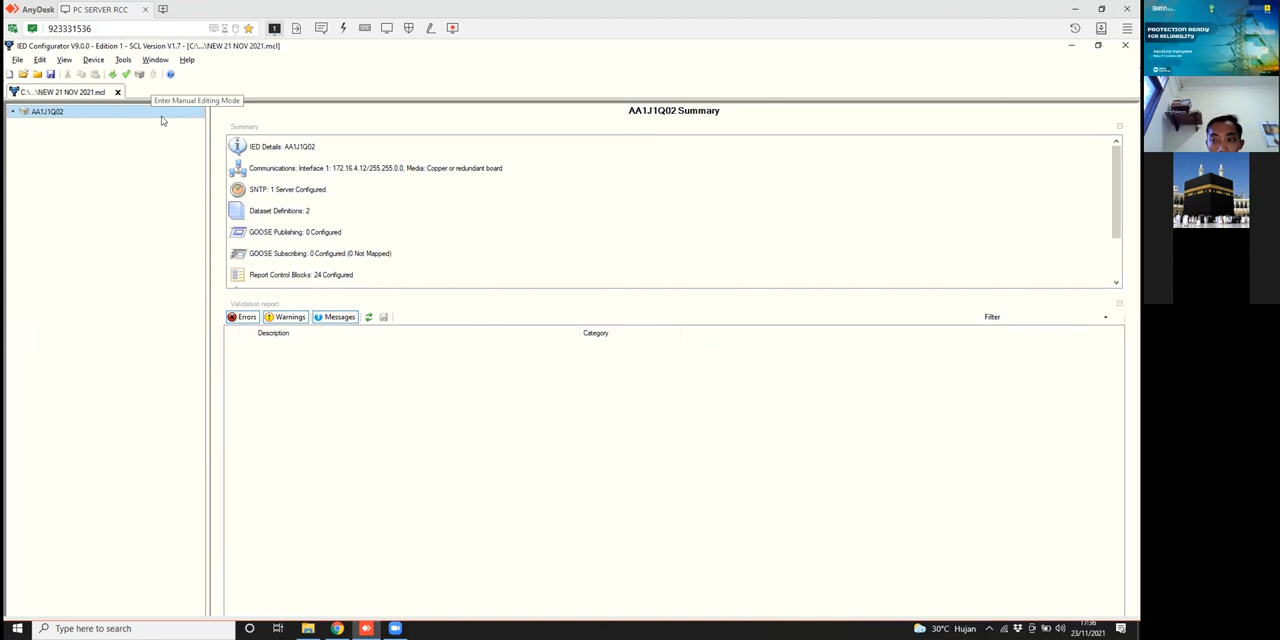 AnyDesk PC SERVER RCC
923331536
IED Configurator V9.0.0 - Edition 1 - SCL Version V1.7 - [C:\...\NEW 21 NOV 2021.mcl]
File Edit View Device Tools Window Help
C:\...\NEW 21 NOV 2021.mcl
Enter Manual Editing Mode
AA1J1Q02
AA1J1Q02 Summary
Summary
IED Details: AA1J1Q02
Communications: Interface 1: 172.16.4.12/255.255.0.0, Media: Copper or redundant board
SNTP: 1 Server Configured
Dataset Definitions: 2
GOOSE Publishing: 0 Configured
GOOSE Subscribing: 0 Configured (0 Not Mapped)
Report Control Blocks: 24 Configured
Validation report
Errors Warnings Messages Filter
Description Category
PROTECTION READY
FOR RELIABILITY
Type here to search
30°C Hujan
17:36
23/11/2021